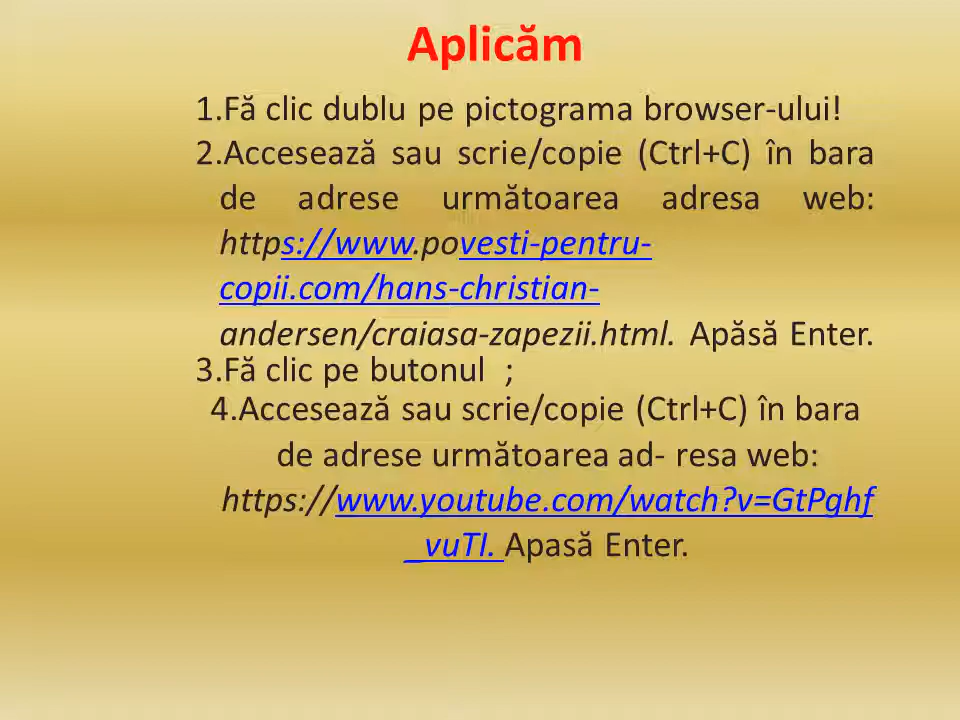 Aplicăm
1.Fă clic dublu pe pictograma browser-ului!
2.Accesează sau scrie/copie (Ctrl+C) în bara
de adrese următoarea adresa web:
https://www.povesti-pentru-
copii.com/hans-christian-
andersen/craiasa-zapezii.html. Apăsă Enter.
3.Fă clic pe butonul ;
4.Accesează sau scrie/copie (Ctrl+C) în bara
de adrese următoarea ad- resa web:
https://www.youtube.com/watch?v=GtPghf
_vuTI. Apasă Enter.